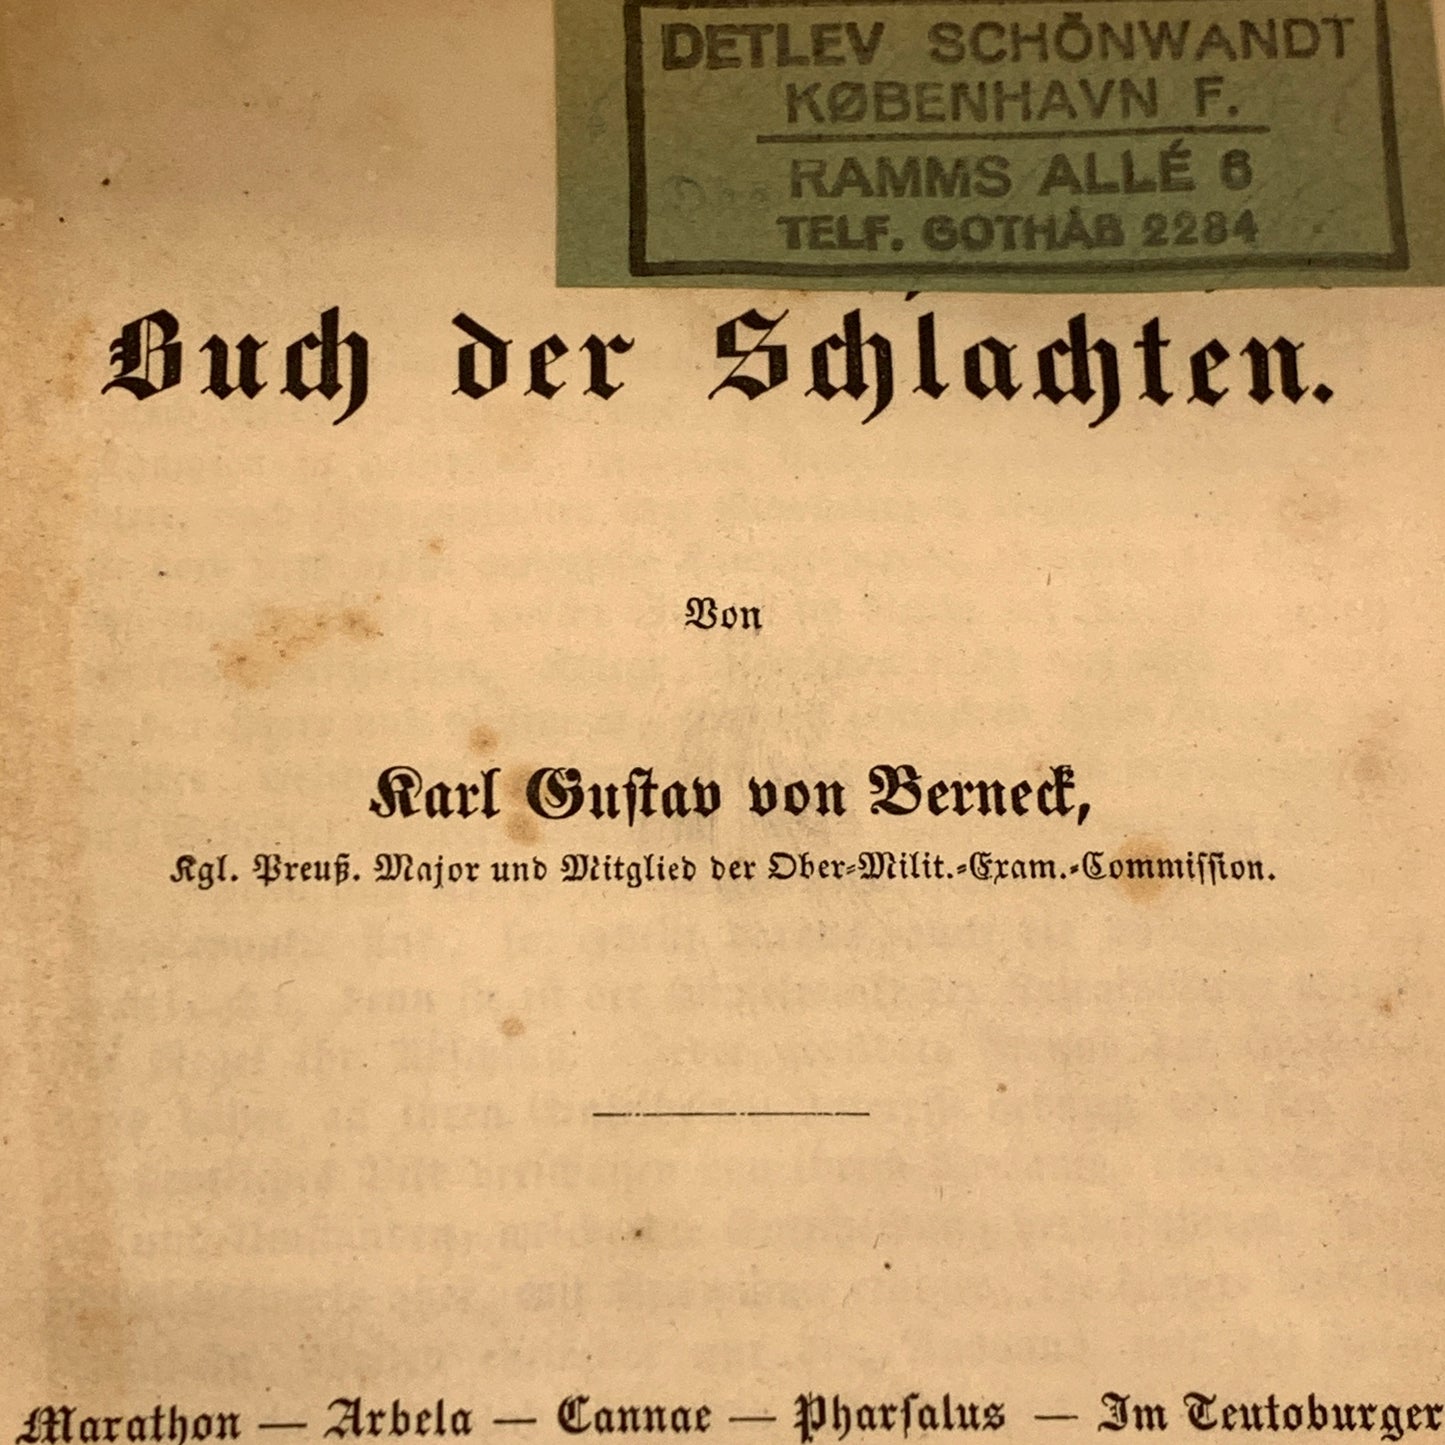 DETLEV SCHÖNWANDT
KØBENHAVN F.
RAMMS ALLÉ 6
TELF. GOTHÅB 2284
Buch der Schlachten.
Von
Karl Gustav von Berneck,
Kgl. Preuß. Major und Mitglied der Ober-Milit.-Exam.-Commission.
Marathon — Arbela — Cannae — Pharsalus — Im Teutoburger